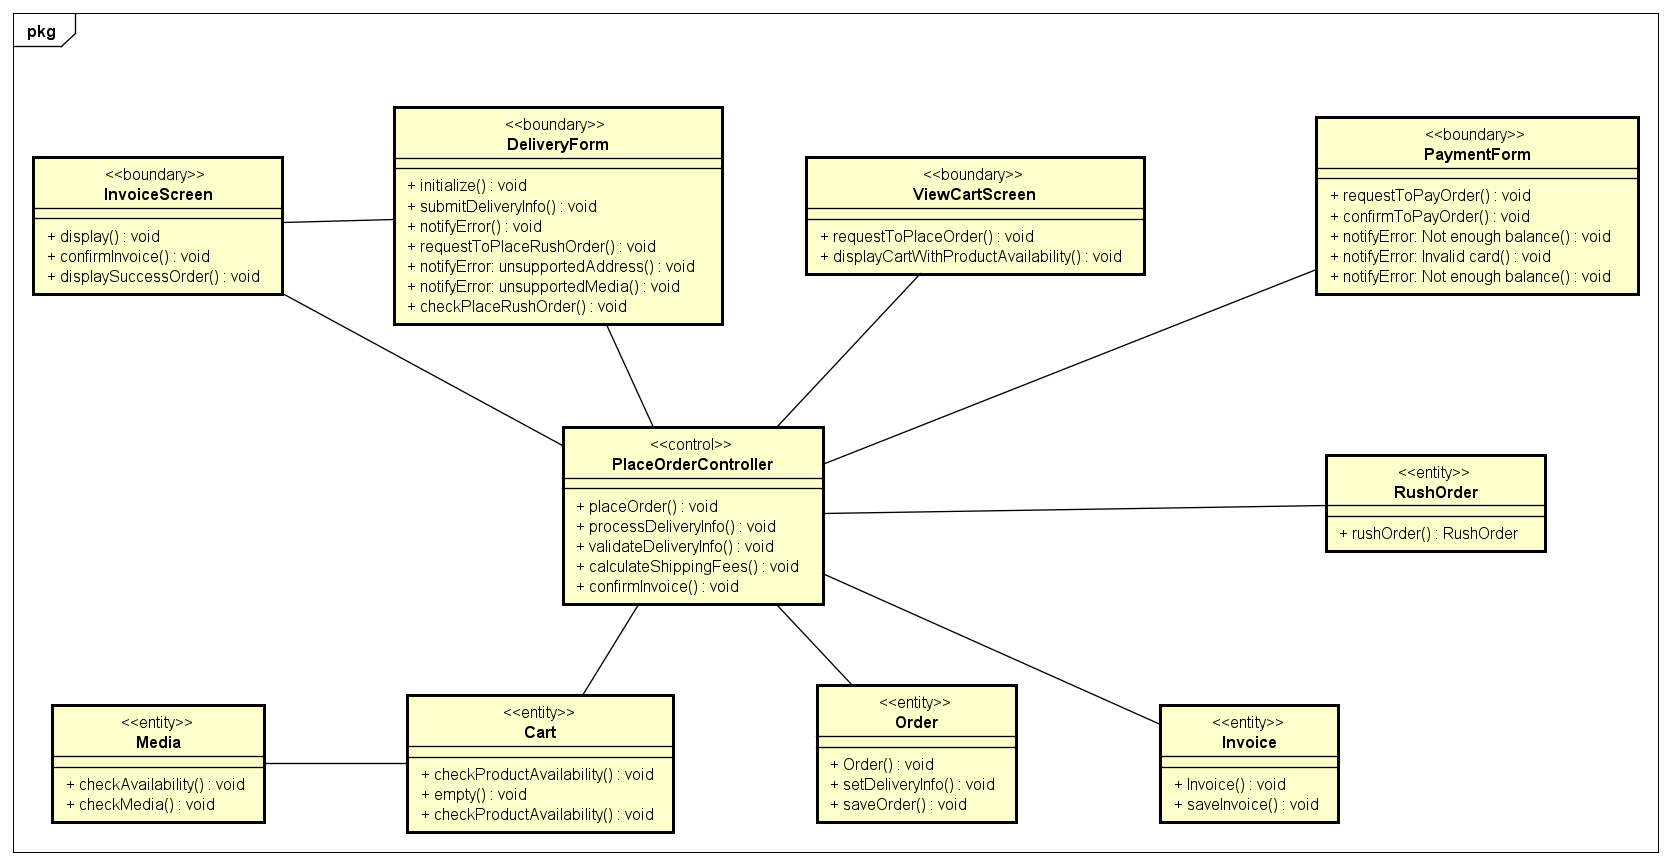 pkg
<<boundary>>
InvoiceScreen
+ display() : void
+ confirmInvoice() : void
+ displaySuccessOrder() : void
<<boundary>>
DeliveryForm
+ initialize() : void
+ submitDeliveryInfo() : void
+ notifyError() : void
+ requestToPlaceRushOrder() : void
+ notifyError: unsupportedAddress() : void
+ notifyError: unsupportedMedia() : void
+ checkPlaceRushOrder() : void
<<boundary>>
ViewCartScreen
+ requestToPlaceOrder() : void
+ displayCartWithProductAvailability() : void
<<boundary>>
PaymentForm
+ requestToPayOrder() : void
+ confirmToPayOrder() : void
+ notifyError: Not enough balance() : void
+ notifyError: Invalid card() : void
+ notifyError: Not enough balance() : void
<<control>>
PlaceOrderController
+ placeOrder() : void
+ processDeliveryInfo() : void
+ validateDeliveryInfo() : void
+ calculateShippingFees() : void
+ confirmInvoice() : void
<<entity>>
RushOrder
+ rushOrder() : RushOrder
<<entity>>
Media
+ checkAvailability() : void
+ checkMedia() : void
<<entity>>
Cart
+ checkProductAvailability() : void
+ empty() : void
+ checkProductAvailability() : void
<<entity>>
Order
+ Order() : void
+ setDeliveryInfo() : void
+ saveOrder() : void
<<entity>>
Invoice
+ Invoice() : void
+ saveInvoice() : void